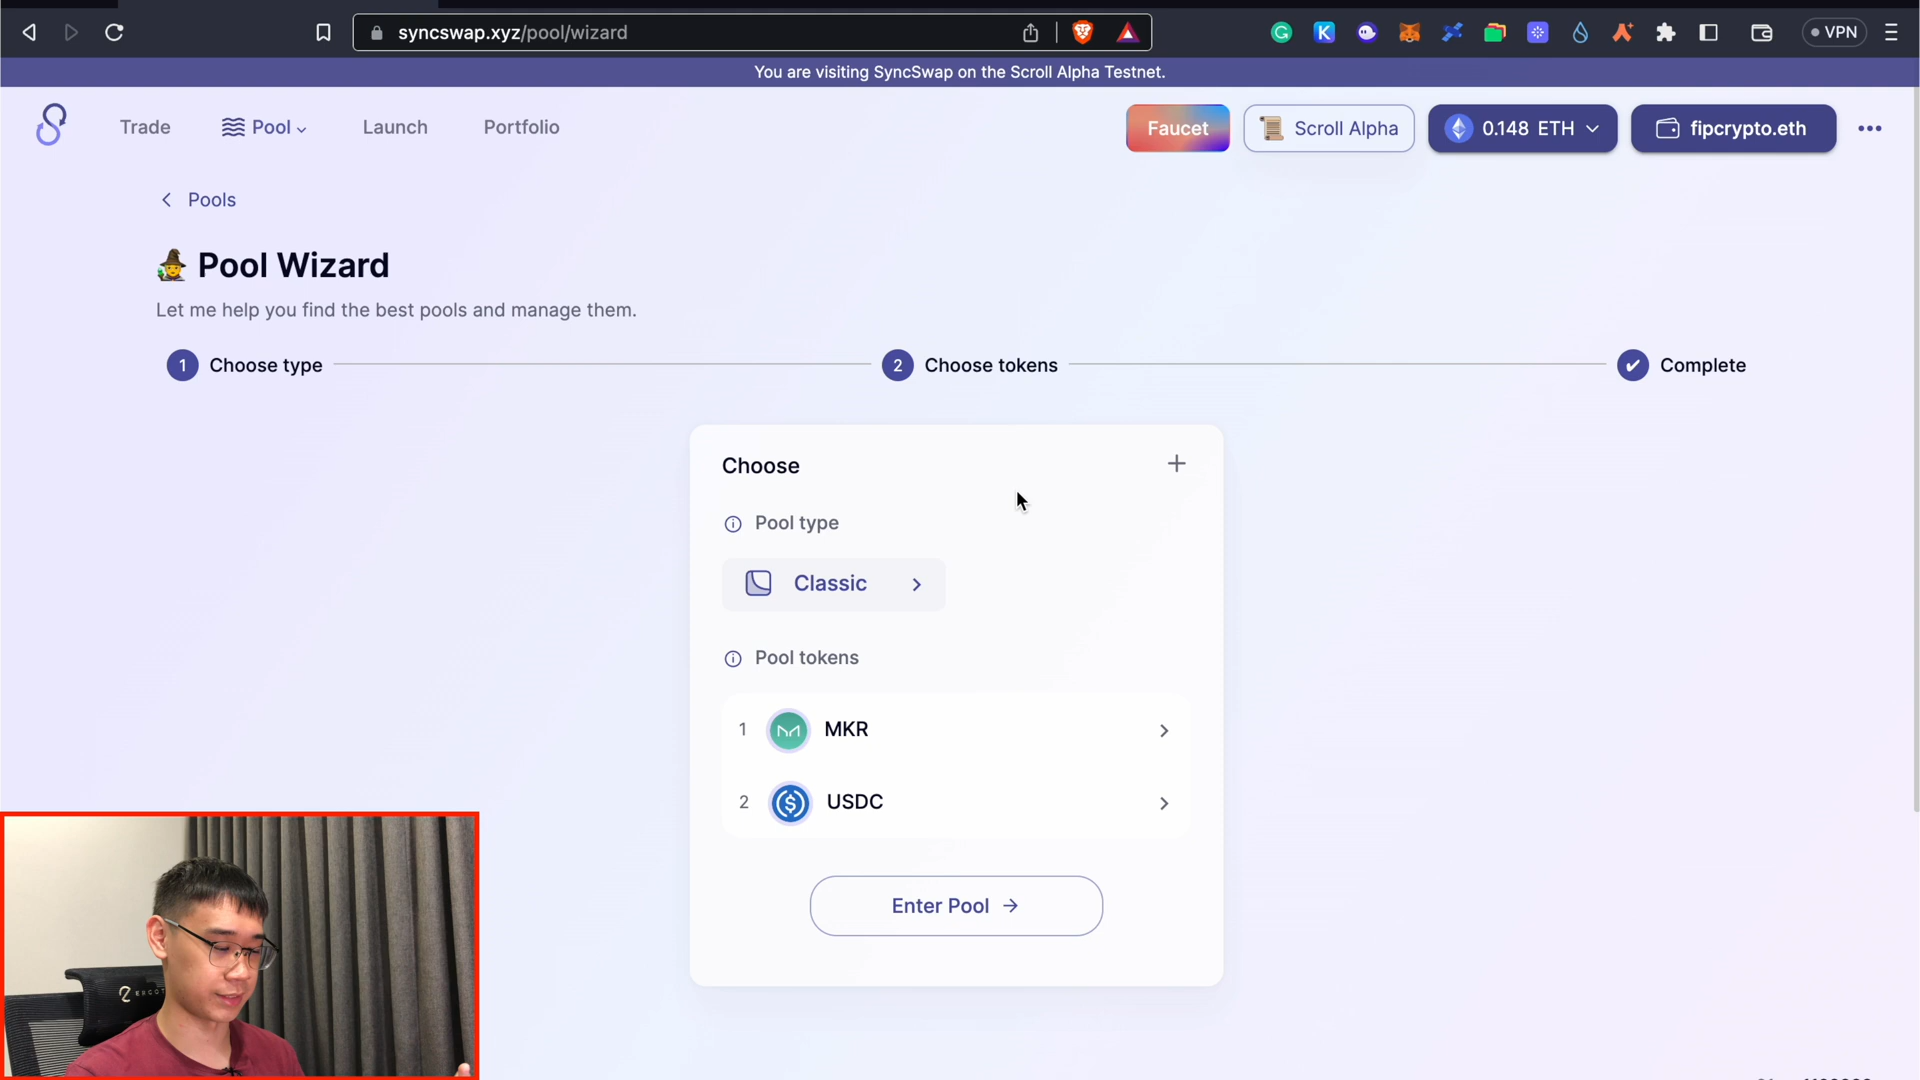 syncswap.xyz/pool/wizard
VPN
You are visiting SyncSwap on the Scroll Alpha Testnet.
Trade
Pool
Launch
Portfolio
Faucet
Scroll Alpha
0.148 ETH
fipcrypto.eth
Pools
Pool Wizard
Let me help you find the best pools and manage them.
1 Choose type
2 Choose tokens
Complete
Choose
Pool type
Classic
Pool tokens
1 MKR
2 USDC
Enter Pool →